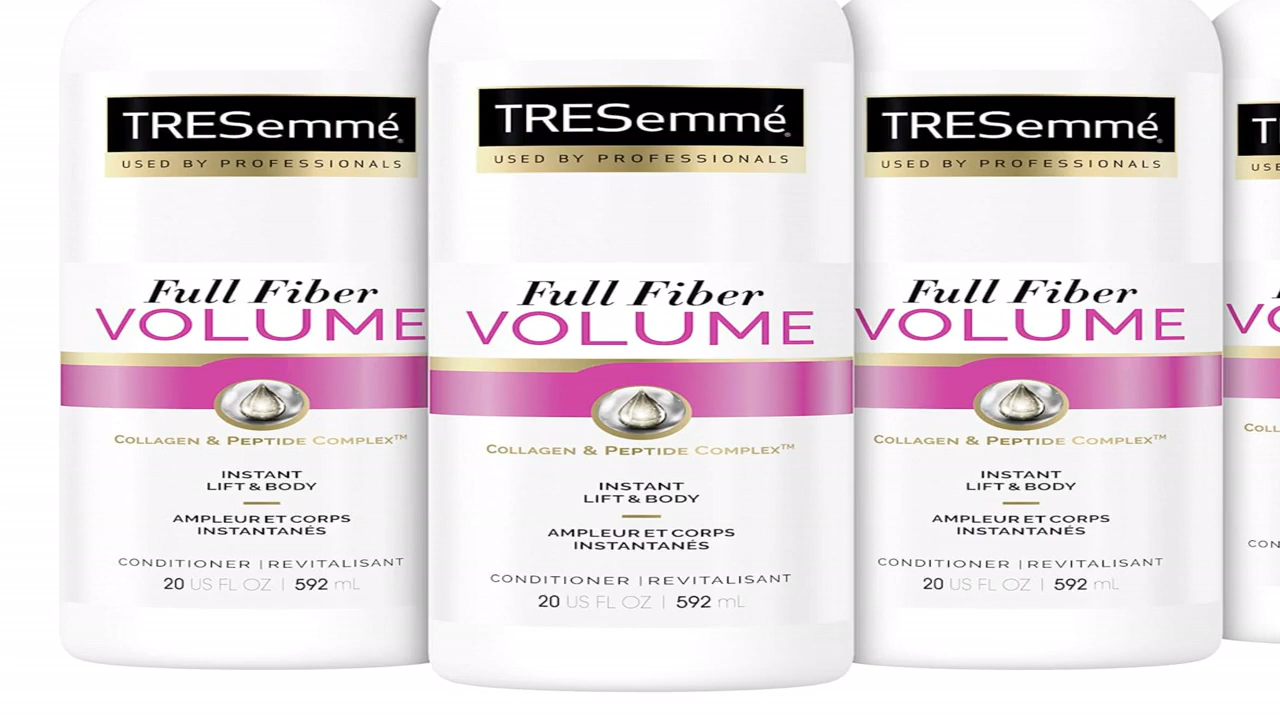 TRESemmé
USED BY PROFESSIONALS
Full Fiber
VOLUME
COLLAGEN & PEPTIDE COMPLEX™
INSTANT
LIFT & BODY
AMPLEUR ET CORPS
INSTANTANÉS
CONDITIONER | REVITALISANT
20 US FL OZ | 592 mL
TRESemmé®
USED BY PROFESSIONALS
Full Fiber
VOLUME
COLLAGEN & PEPTIDE COMPLEX™
INSTANT
LIFT & BODY
AMPLEUR ET CORPS
INSTANTANÉS
CONDITIONER | REVITALISANT
20 US FL OZ | 592 mL
TRESemmé
USED BY PROFESSIONALS
Full Fiber
VOLUME
COLLAGEN & PEPTIDE COMPLEX™
INSTANT
LIFT & BODY
AMPLEUR ET CORPS
INSTANTANÉS
CONDITIONER | REVITALISANT
20 US FL OZ | 592 mL